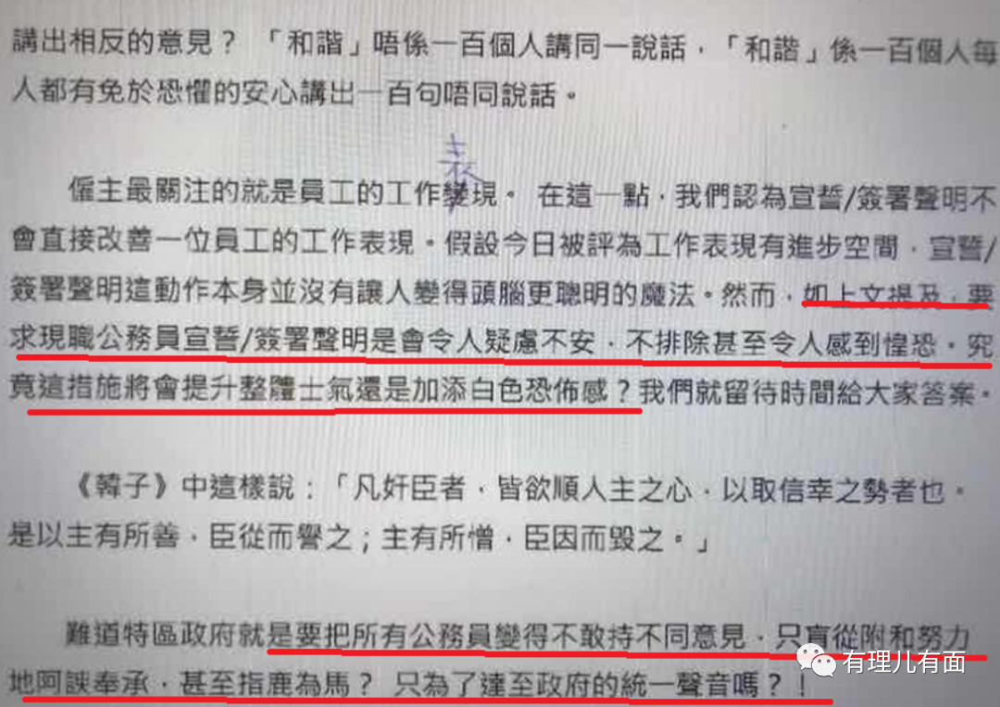 講出相反的意見？「和諧」唔係一百個人講同一說話，「和諧」係一百個人每
人都有免於恐懼的安心講出一百句唔同說話。
表
僱主最關注的就是員工的工作變現。 在這一點，我們認為宣誓/簽署聲明不
會直接改善一位員工的工作表現。假設今日被評為工作表現有進步空間，宣誓/
簽署聲明這動作本身並沒有讓人變得頭腦更聰明的魔法。然而，如上文提及，要
求現職公務員宣誓/簽署聲明是會令人疑慮不安，不排除甚至令人感到惶恐。究
竟這措施將會提升整體士氣還是加添白色恐佈感？我們就留待時間給大家答案。
《韓子》中這樣說：「凡奸臣者，皆欲順人主之心，以取信幸之勢者也。
是以主有所善，臣從而譽之；主有所憎，臣因而毀之。」
難道特區政府就是要把所有公務員變得不敢持不同意見，只盲從附和努力
地阿諛奉承，甚至指鹿為馬？ 只為了達至政府的統一聲音嗎？！
有理儿有面